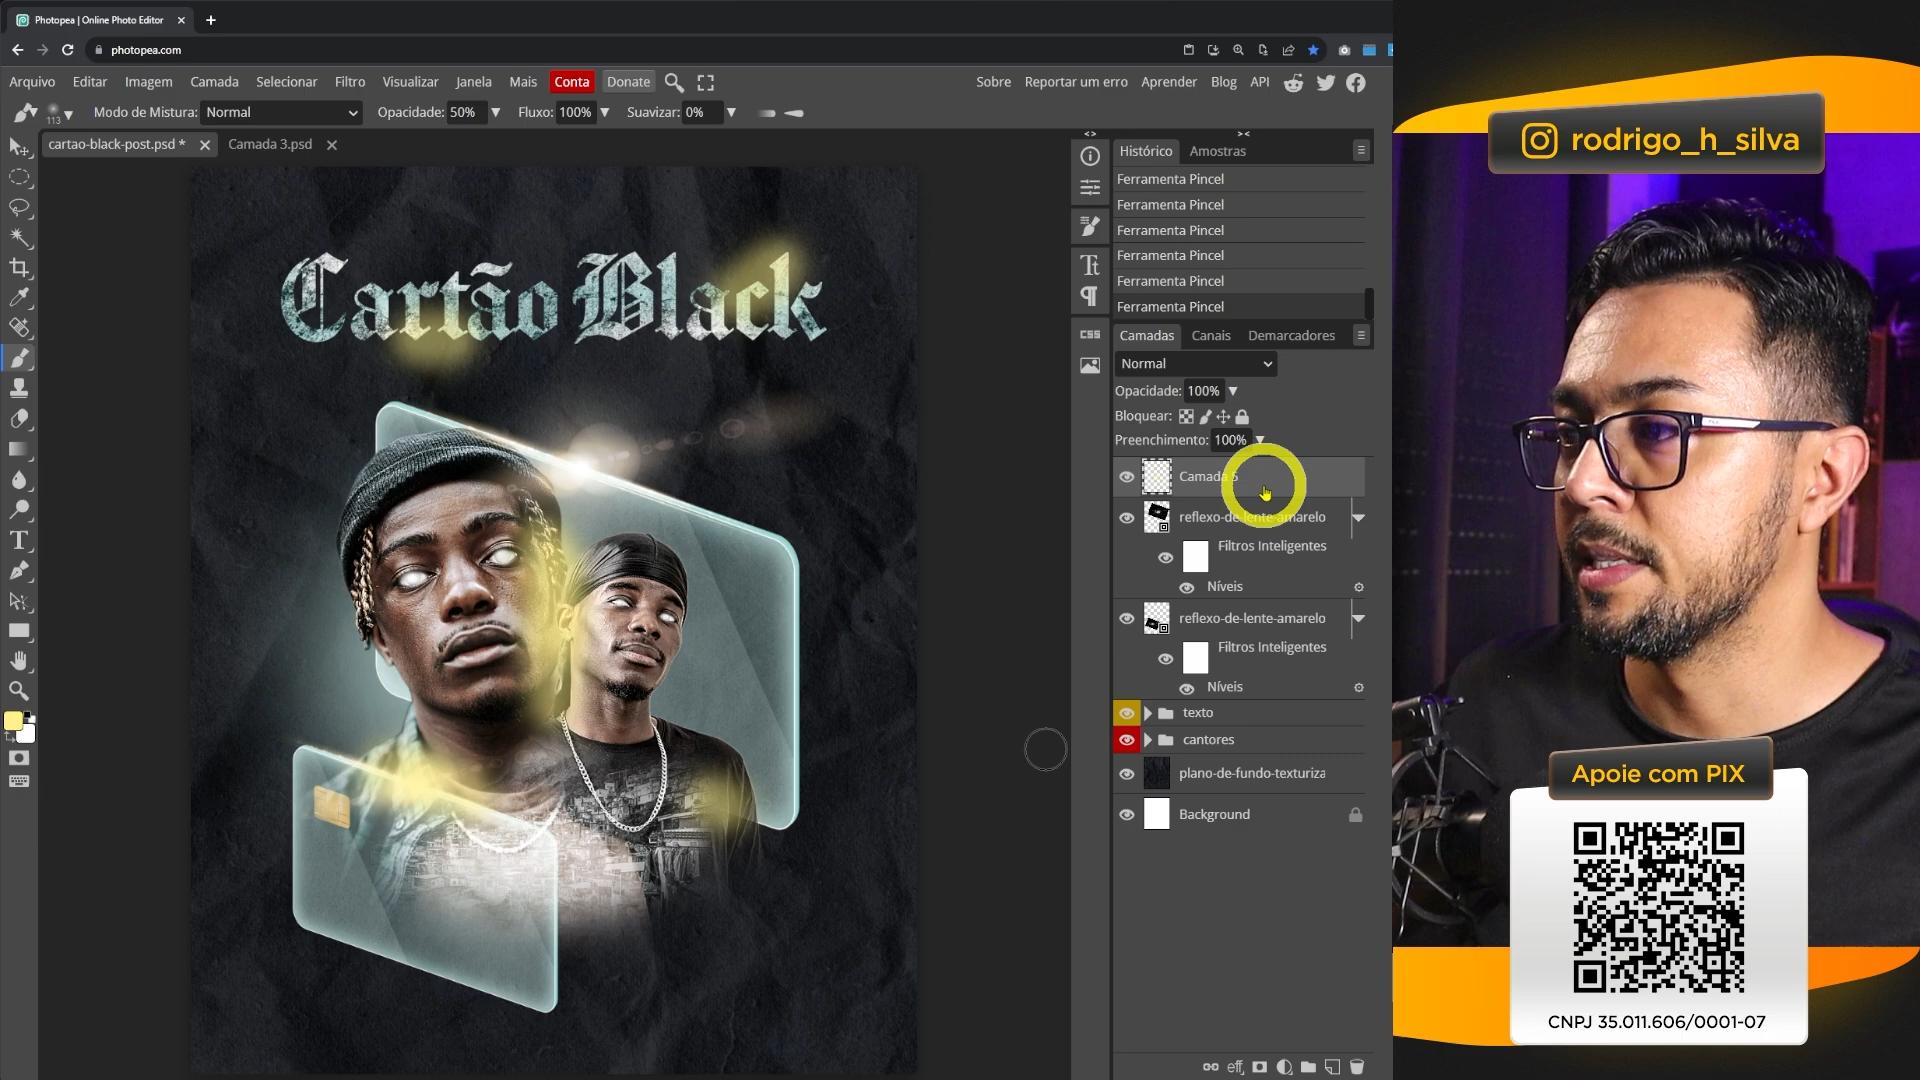 Photopea | Online Photo Editor
photopea.com
Arquivo Editar Imagem Camada Selecionar Filtro Visualizar Janela Mais Conta Donate
Sobre Reportar um erro Aprender Blog API
113 Modo de Mistura: Normal Opacidade: 50% Fluxo: 100% Suavizar: 0%
cartao-black-post.psd *
Camada 3.psd
Histórico Amostras
Ferramenta Pincel
Ferramenta Pincel
Ferramenta Pincel
Ferramenta Pincel
Ferramenta Pincel
Ferramenta Pincel
CSS
Camadas Canais Demarcadores
Normal
Opacidade: 100%
Bloquear:
Preenchimento: 100%
Camada 5
reflexo-de-lente-amarelo
Filtros Inteligentes
Níveis
reflexo-de-lente-amarelo
Filtros Inteligentes
Níveis
texto
cantores
plano-de-fundo-texturiza
Background
eff
Cartão Black
rodrigo_h_silva
Apoie com PIX
CNPJ 35.011.606/0001-07